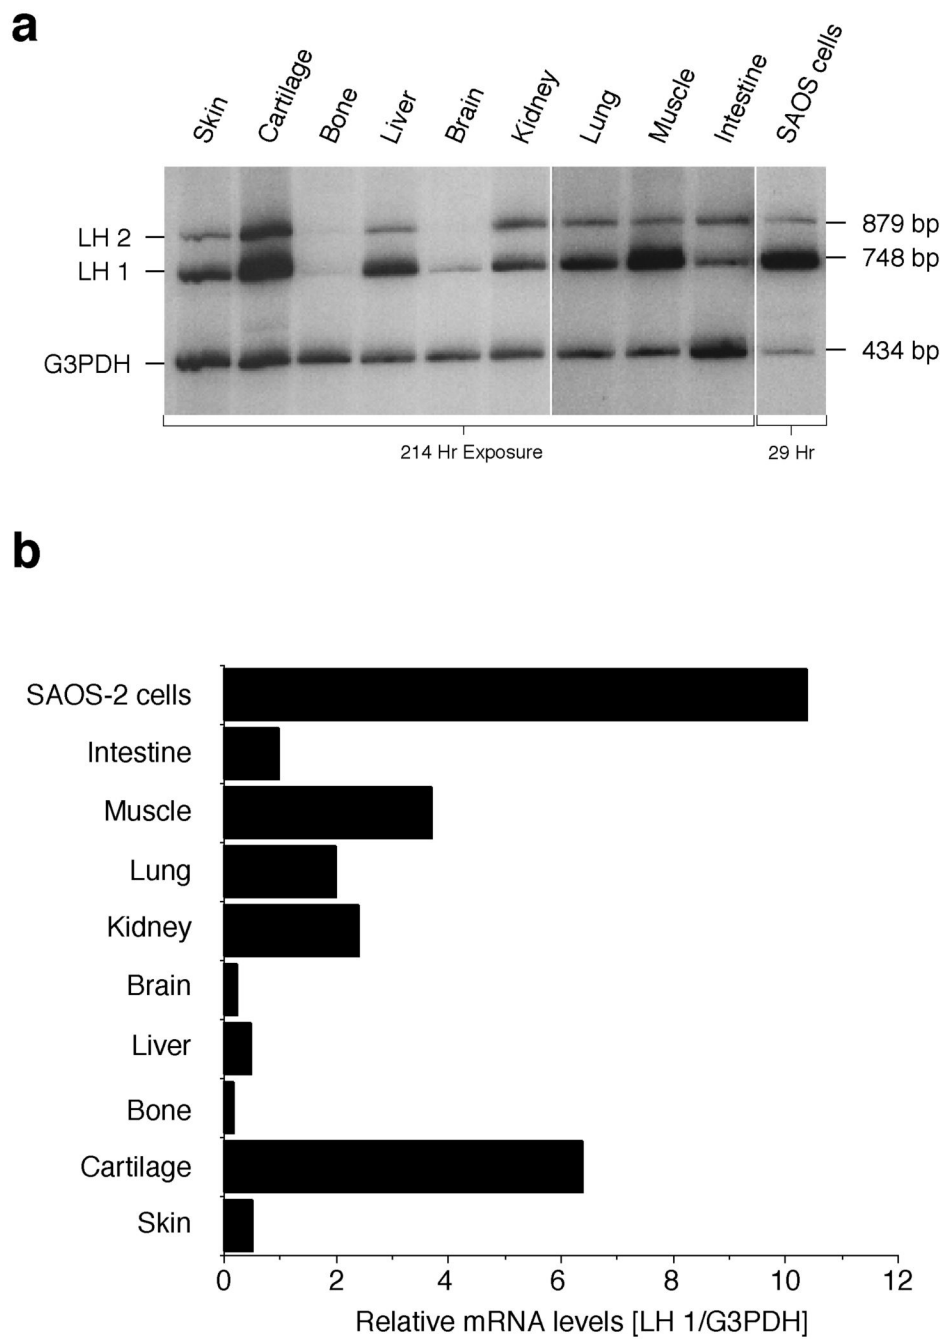 a
Skin
Cartilage
Bone
Liver
Brain
Kidney
Lung
Muscle
Intestine
SAOS cells
LH 2
LH 1
G3PDH
879 bp
748 bp
434 bp
214 Hr Exposure
29 Hr
b
SAOS-2 cells
Intestine
Muscle
Lung
Kidney
Brain
Liver
Bone
Cartilage
Skin
0 2 4 6 8 10 12
Relative mRNA levels [LH 1/G3PDH]